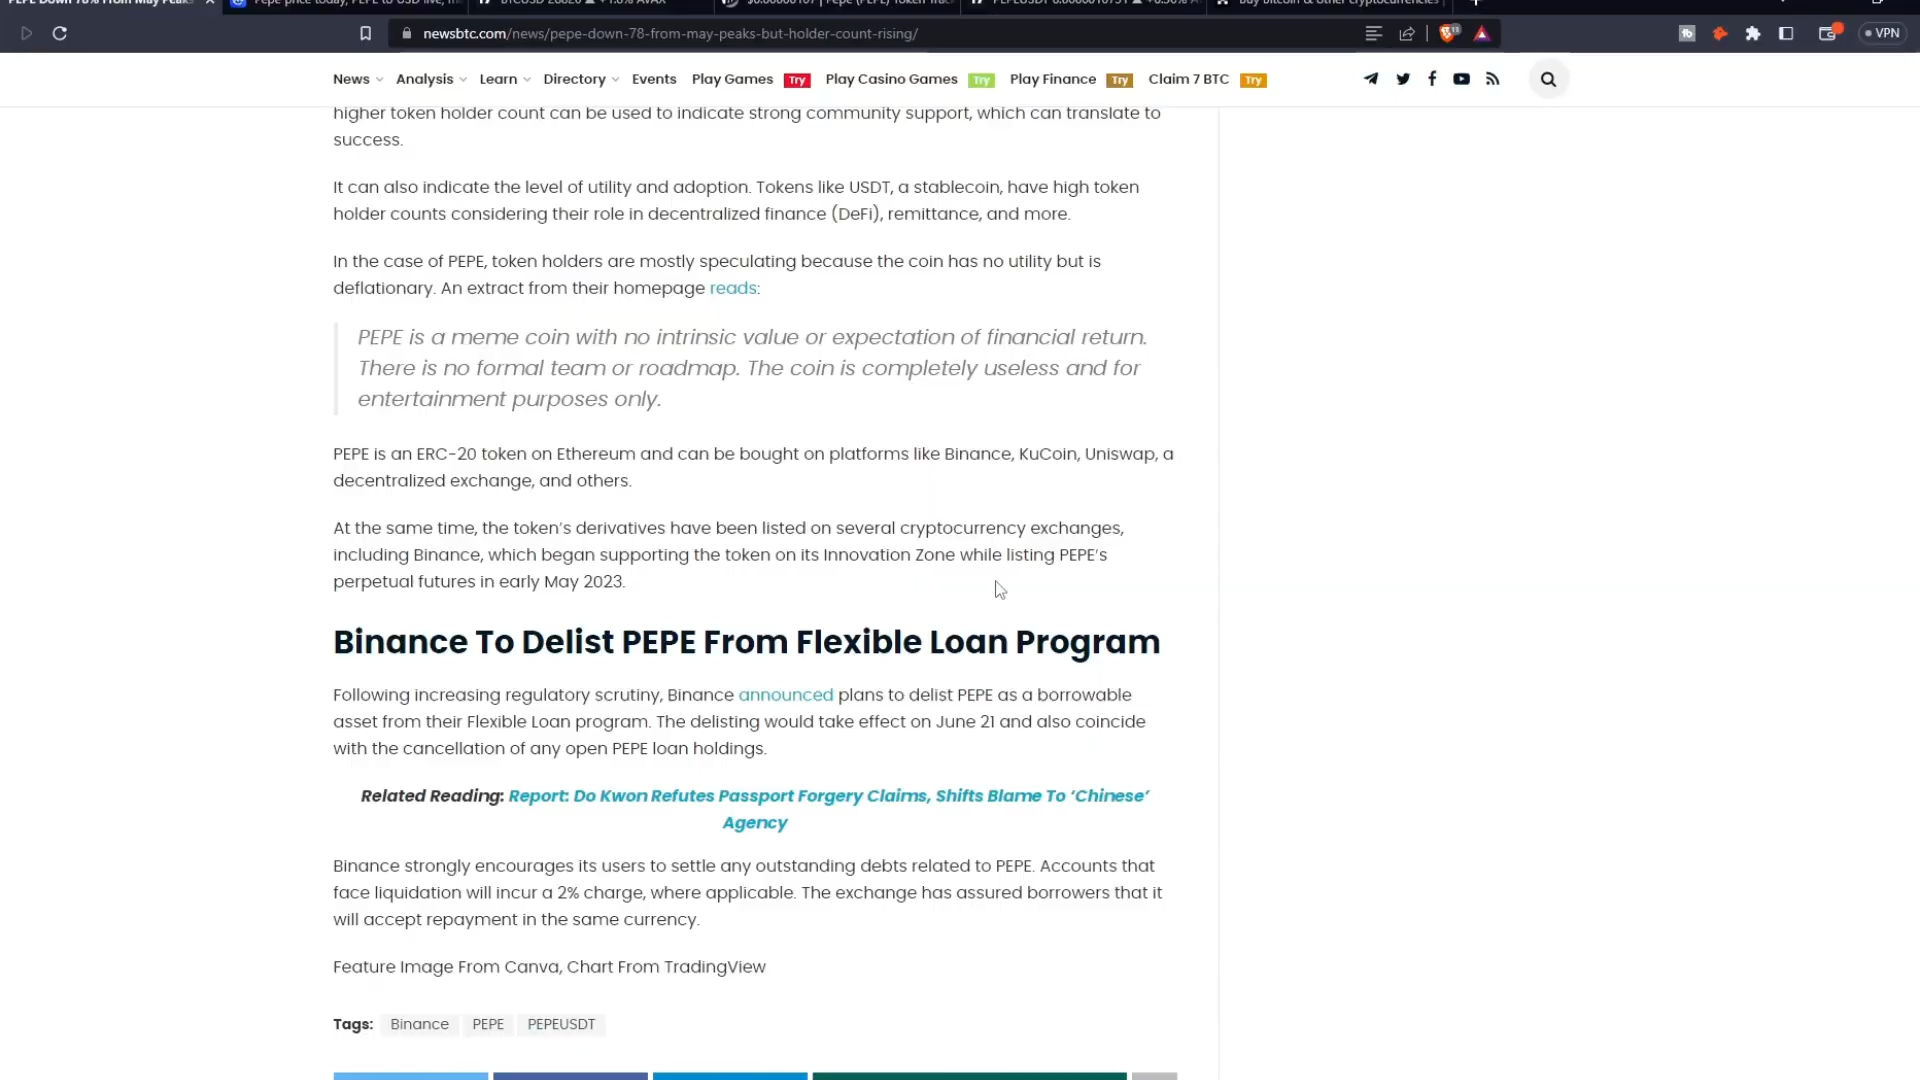 PEPE Down 78% From May Peaks
Pepe price today, PEPE to USD live, m
newsbtc.com/news/pepe-down-78-from-may-peaks-but-holder-count-rising/
VPN
News
Analysis
Learn
Directory
Events
Play Games Try
Play Casino Games Try
Play Finance Try
Claim 7 BTC Try
higher token holder count can be used to indicate strong community support, which can translate to
success.
It can also indicate the level of utility and adoption. Tokens like USDT, a stablecoin, have high token
holder counts considering their role in decentralized finance (DeFi), remittance, and more.
In the case of PEPE, token holders are mostly speculating because the coin has no utility but is
deflationary. An extract from their homepage reads:
PEPE is a meme coin with no intrinsic value or expectation of financial return.
There is no formal team or roadmap. The coin is completely useless and for
entertainment purposes only.
PEPE is an ERC-20 token on Ethereum and can be bought on platforms like Binance, KuCoin, Uniswap, a
decentralized exchange, and others.
At the same time, the token's derivatives have been listed on several cryptocurrency exchanges,
including Binance, which began supporting the token on its Innovation Zone while listing PEPE's
perpetual futures in early May 2023.
Binance To Delist PEPE From Flexible Loan Program
Following increasing regulatory scrutiny, Binance announced plans to delist PEPE as a borrowable
asset from their Flexible Loan program. The delisting would take effect on June 21 and also coincide
with the cancellation of any open PEPE loan holdings.
Related Reading: Report: Do Kwon Refutes Passport Forgery Claims, Shifts Blame To ‘Chinese’
Agency
Binance strongly encourages its users to settle any outstanding debts related to PEPE. Accounts that
face liquidation will incur a 2% charge, where applicable. The exchange has assured borrowers that it
will accept repayment in the same currency.
Feature Image From Canva, Chart From TradingView
Tags: Binance PEPE PEPEUSDT